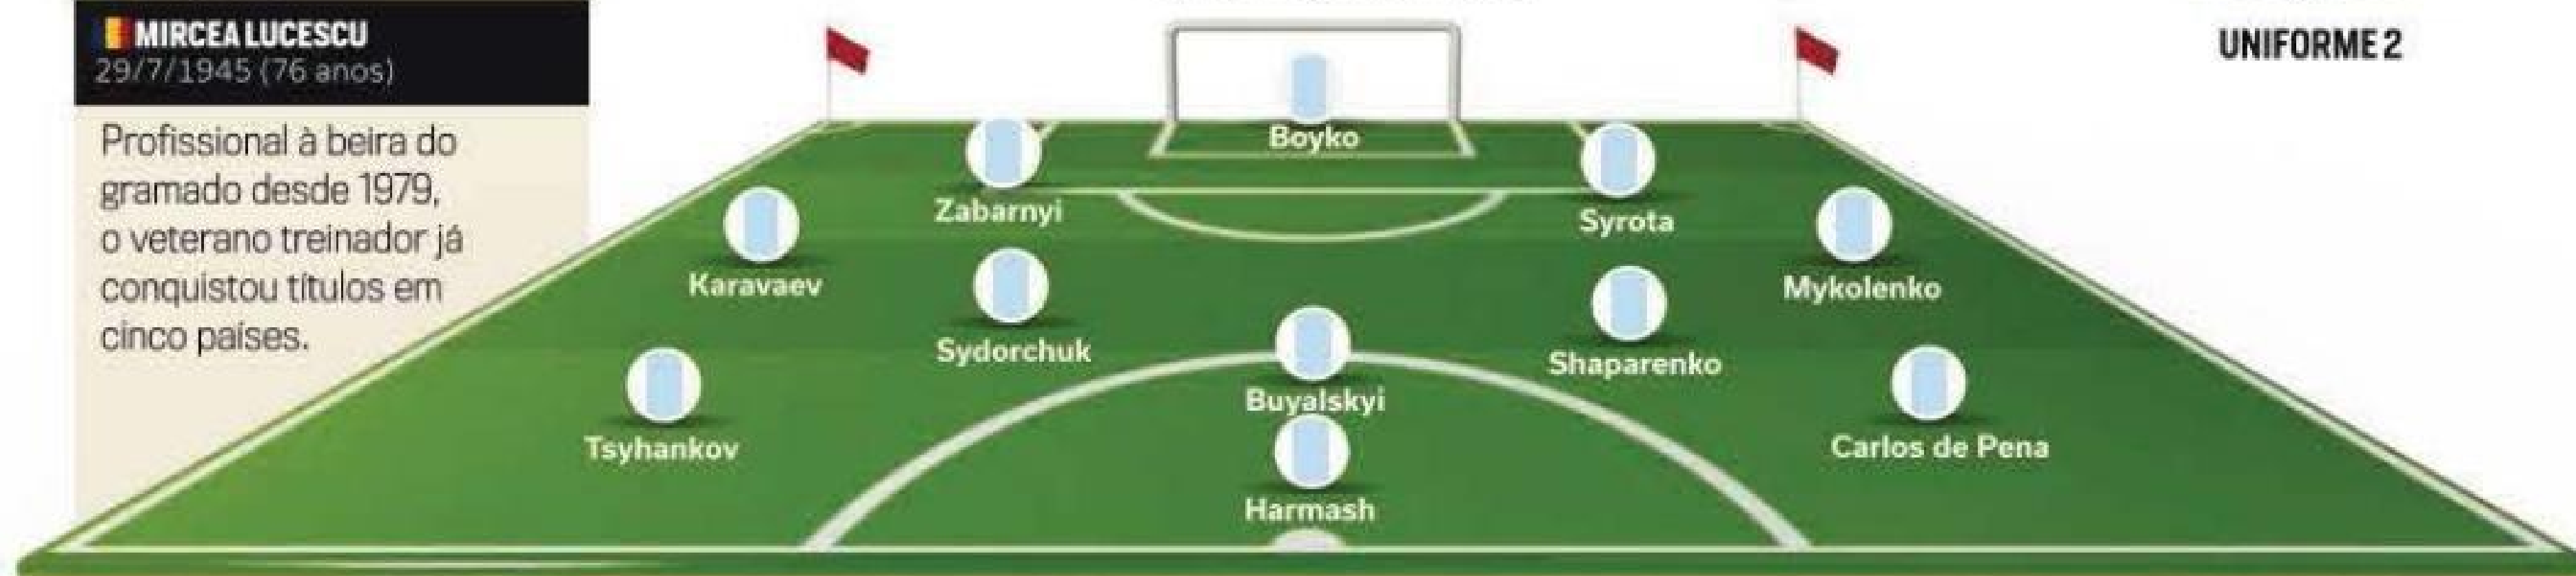 MIRCEA LUCESCU
29/7/1945 (76 anos)
Profissional à beira do
gramado desde 1979,
o veterano treinador já
conquistou títulos em
cinco países.
UNIFORME 2
Boyko
Zabarnyi
Syrota
Karavaev
Mykolenko
Sydorchuk
Shaparenko
Buyalskyi
Tsyhankov
Carlos de Pena
Harmash